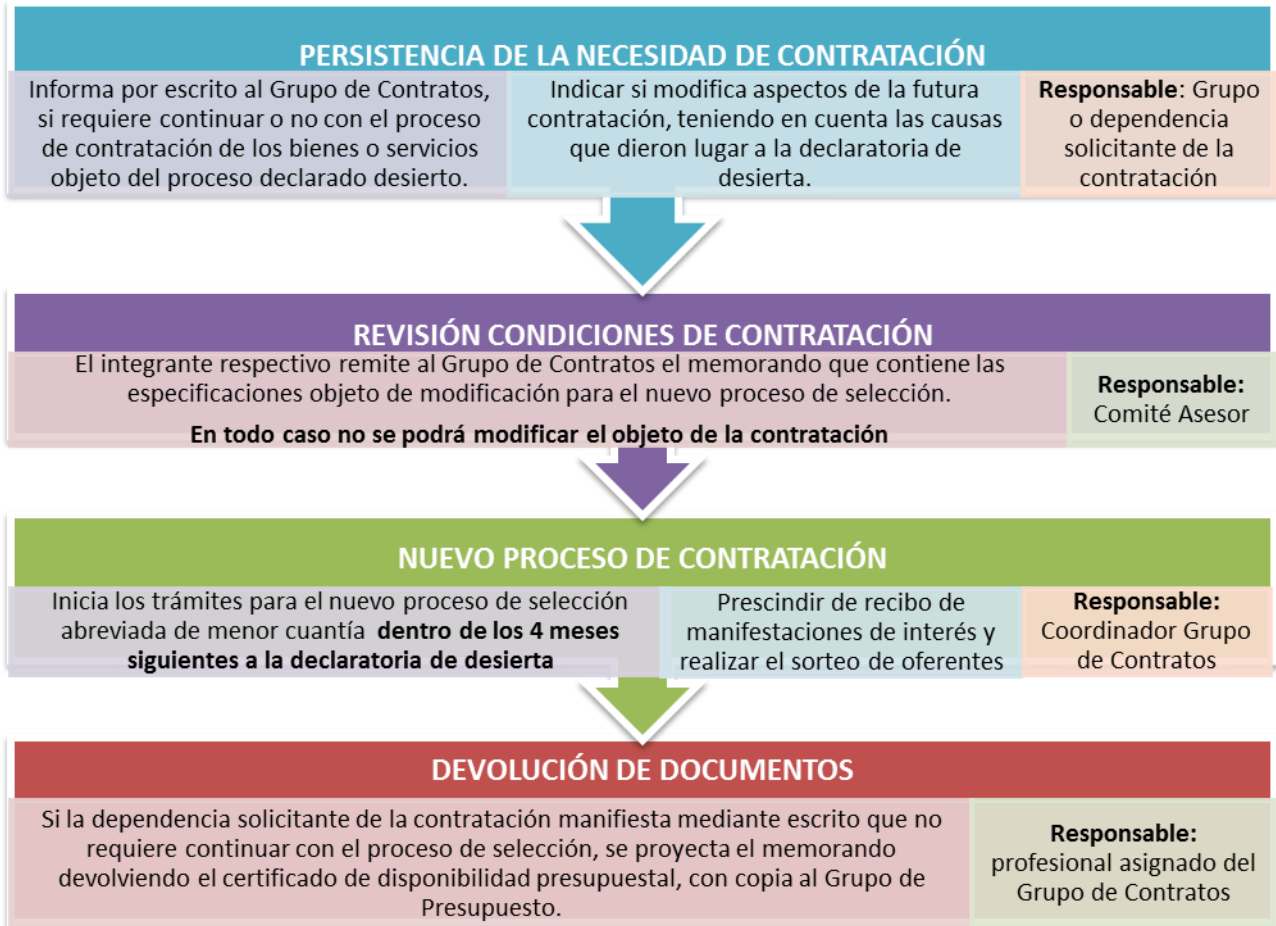 PERSISTENCIA DE LA NECESIDAD DE CONTRATACIÓN
Informa por escrito al Grupo de Contratos,
si requiere continuar o no con el proceso
de contratación de los bienes o servicios
objeto del proceso declarado desierto.
Indicar si modifica aspectos de la futura
contratación, teniendo en cuenta las causas
que dieron lugar a la declaratoria de
desierta.
Responsable: Grupo
o dependencia
solicitante de la
contratación
REVISIÓN CONDICIONES DE CONTRATACIÓN
El integrante respectivo remite al Grupo de Contratos el memorando que contiene las
especificaciones objeto de modificación para el nuevo proceso de selección.
En todo caso no se podrá modificar el objeto de la contratación
Responsable:
Comité Asesor
NUEVO PROCESO DE CONTRATACIÓN
Inicia los trámites para el nuevo proceso de selección
abreviada de menor cuantía dentro de los 4 meses
siguientes a la declaratoria de desierta
Prescindir de recibo de
manifestaciones de interés y
realizar el sorteo de oferentes
Responsable:
Coordinador Grupo
de Contratos
DEVOLUCIÓN DE DOCUMENTOS
Si la dependencia solicitante de la contratación manifiesta mediante escrito que no
requiere continuar con el proceso de selección, se proyecta el memorando
devolviendo el certificado de disponibilidad presupuestal, con copia al Grupo de
Presupuesto.
Responsable:
profesional asignado del
Grupo de Contratos